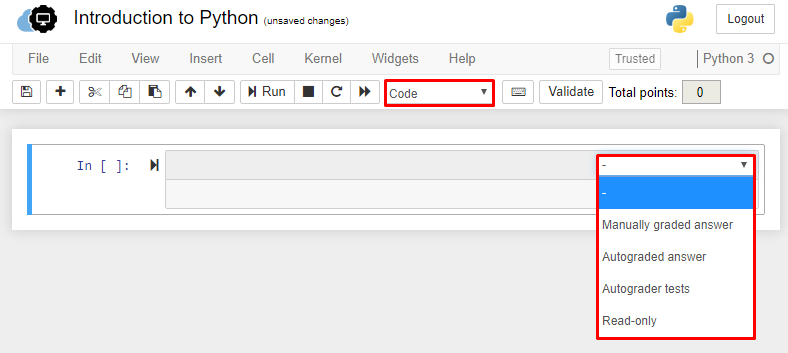 Introduction to Python (unsaved changes)
Logout
File Edit View Insert Cell Kernel Widgets Help Trusted Python 3
Run Code Validate Total points: 0
In [ ]: -
-
Manually graded answer
Autograded answer
Autograder tests
Read-only